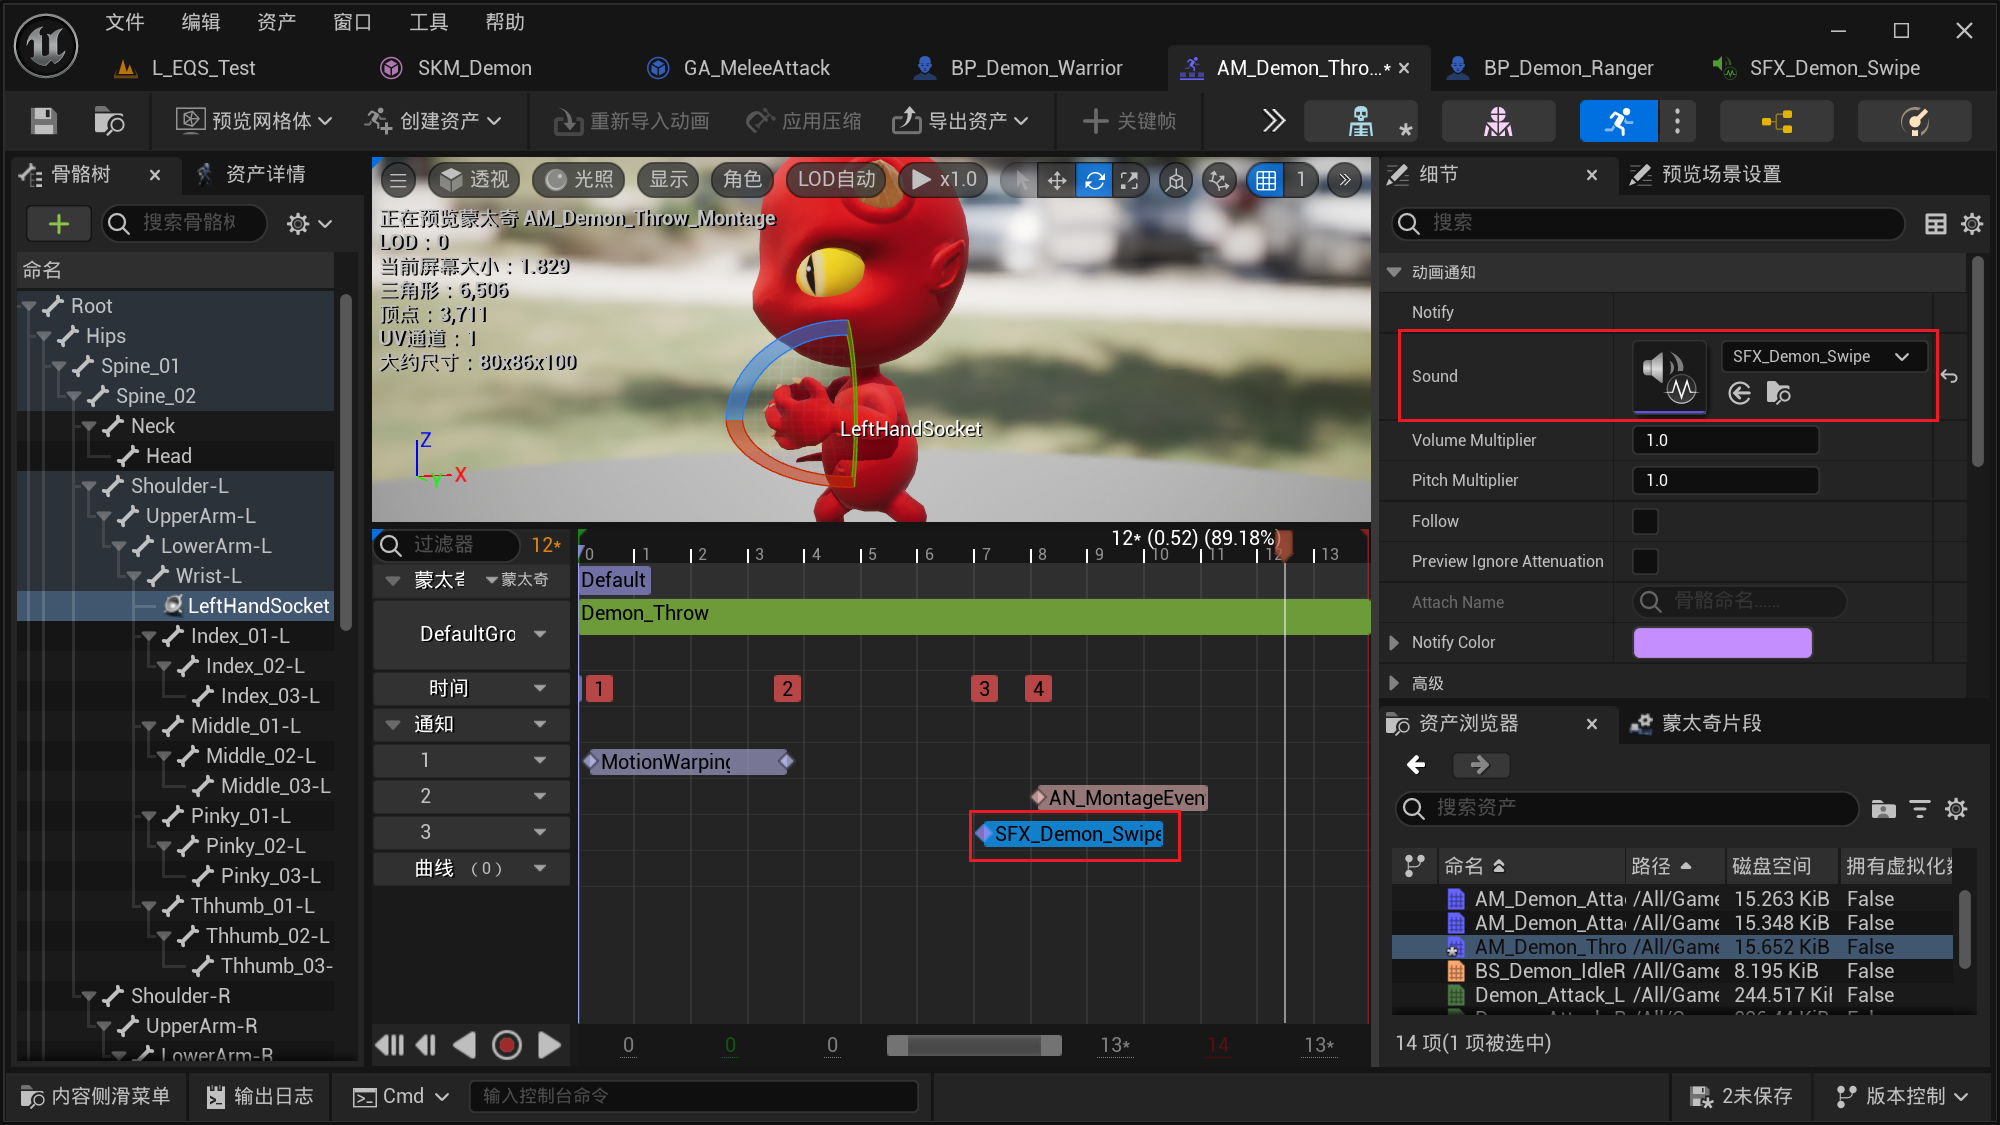 文件 编辑 资产 窗口 工具 帮助
L_EQS_Test SKM_Demon GA_MeleeAttack BP_Demon_Warrior AM_Demon_Thro...* BP_Demon_Ranger SFX_Demon_Swipe
预览网格体 创建资产 重新导入动画 应用压缩 导出资产 关键帧
骨骼树 资产详情
搜索骨骼树
命名
Root
Hips
Spine_01
Spine_02
Neck
Head
Shoulder-L
UpperArm-L
LowerArm-L
Wrist-L
LeftHandSocket
Index_01-L
Index_02-L
Index_03-L
Middle_01-L
Middle_02-L
Middle_03-L
Pinky_01-L
Pinky_02-L
Pinky_03-L
Thhumb_01-L
Thhumb_02-L
Thhumb_03-
Shoulder-R
UpperArm-R
LowerArm-R
透视 光照 显示 角色 LOD自动 x1.0 1
正在预览蒙太奇 AM_Demon_Throw_Montage
LOD：0
当前屏幕大小：1.829
三角形：6,506
顶点：3,711
UV通道：1
大约尺寸：80x86x100
LeftHandSocket
Z
X
Y
过滤器 12*
12* (0.52) (89.18%)
0 1 2 3 4 5 6 7 8 9 10 11 12 13
蒙太奇 蒙太奇 Default
Demon_Throw
DefaultGro
时间 1 2 3 4
通知
1 MotionWarping
2 AN_MontageEven
3 SFX_Demon_Swipe
曲线 (0)
0 0 0 13* 14 13*
细节 预览场景设置
搜索
动画通知
Notify
Sound SFX_Demon_Swipe
Volume Multiplier 1.0
Pitch Multiplier 1.0
Follow
Preview Ignore Attenuation
Attach Name 骨骼命名......
Notify Color
高级
资产浏览器 蒙太奇片段
搜索资产
命名 路径 磁盘空间 拥有虚拟化数
AM_Demon_Atta /All/Game 15.263 KiB False
AM_Demon_Atta /All/Game 15.348 KiB False
AM_Demon_Thro /All/Game 15.652 KiB False
BS_Demon_IdleR /All/Game 8.195 KiB False
Demon_Attack_L /All/Game 244.517 Ki False
14 项(1 项被选中)
内容侧滑菜单 输出日志 Cmd 输入控制台命令 2未保存 版本控制